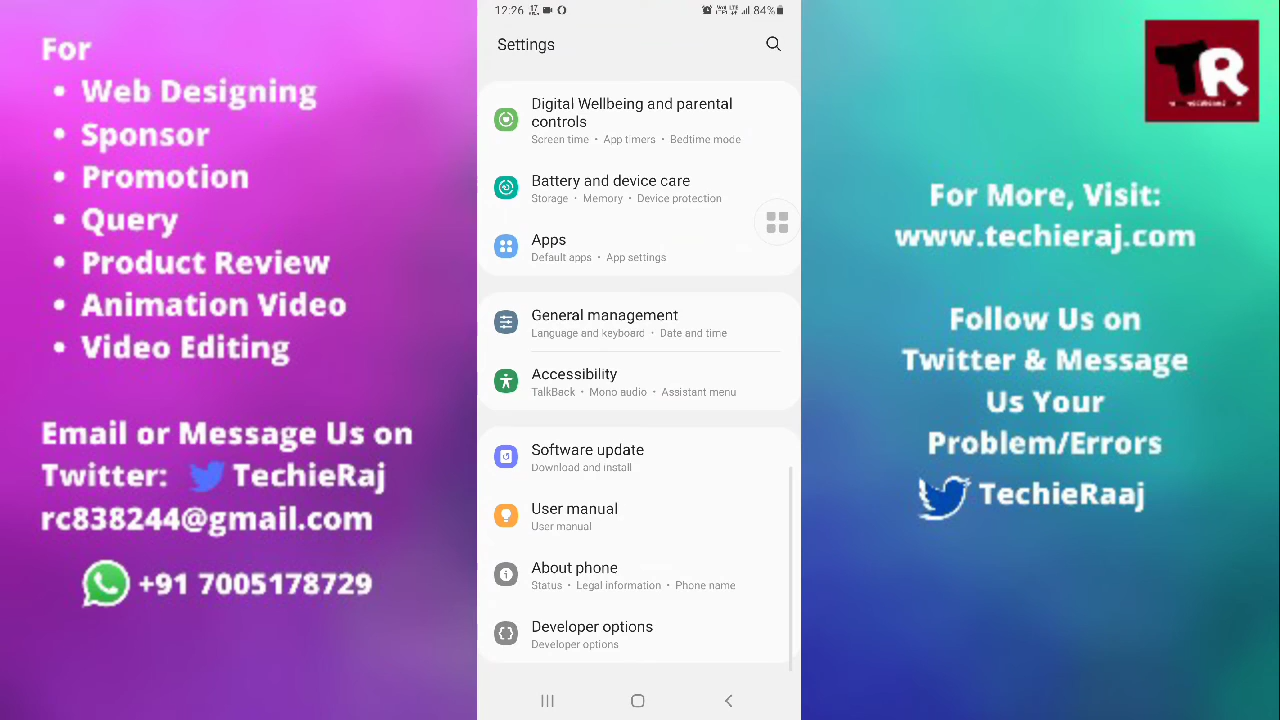 For
• Web Designing
• Sponsor
• Promotion
• Query
• Product Review
• Animation Video
• Video Editing
Email or Message Us on
Twitter: TechieRaj
rc838244@gmail.com
+91 7005178729
12:26
84%
Settings
Digital Wellbeing and parental
controls
Screen time • App timers • Bedtime mode
Battery and device care
Storage • Memory • Device protection
Apps
Default apps • App settings
General management
Language and keyboard • Date and time
Accessibility
TalkBack • Mono audio • Assistant menu
Software update
Download and install
User manual
User manual
About phone
Status • Legal information • Phone name
Developer options
Developer options
TR
For More, Visit:
www.techieraj.com
Follow Us on
Twitter & Message
Us Your
Problem/Errors
TechieRaaj